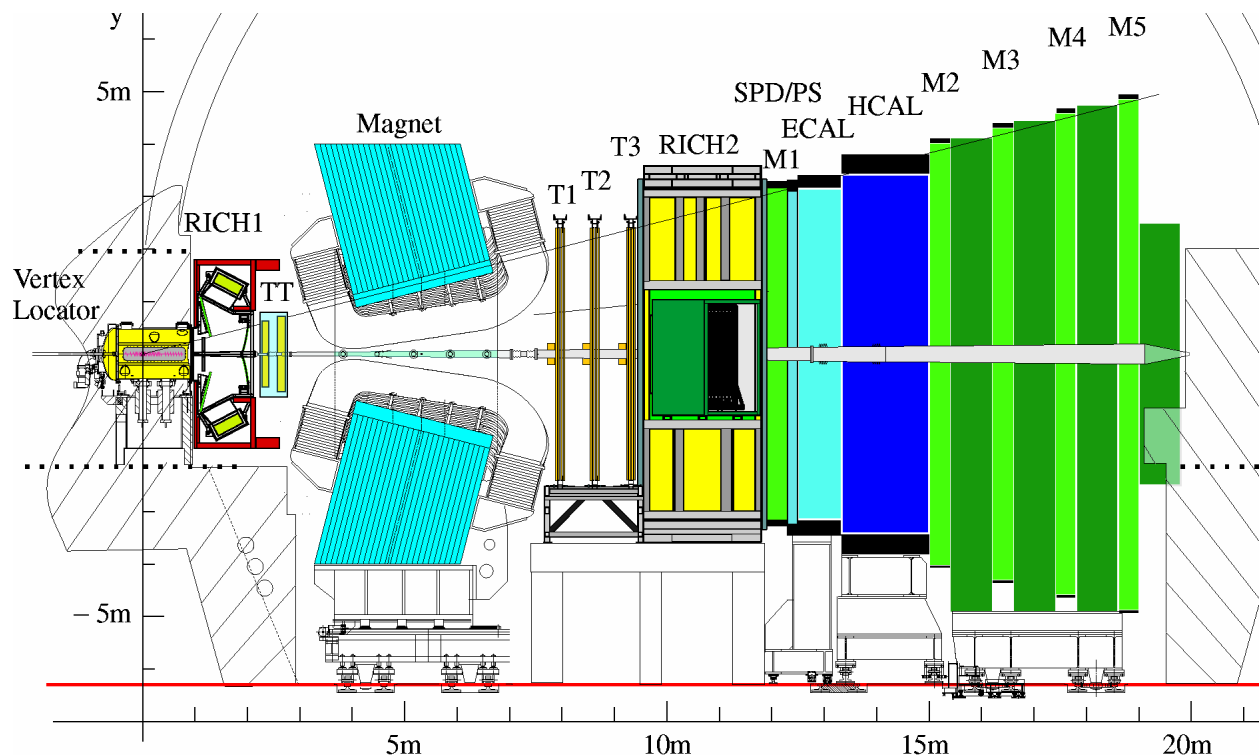 y
5m
− 5m
Vertex
Locator
RICH1
TT
Magnet
T1
T2
T3
RICH2
M1
SPD/PS
ECAL
HCAL
M2
M3
M4
M5
5m
10m
15m
20m